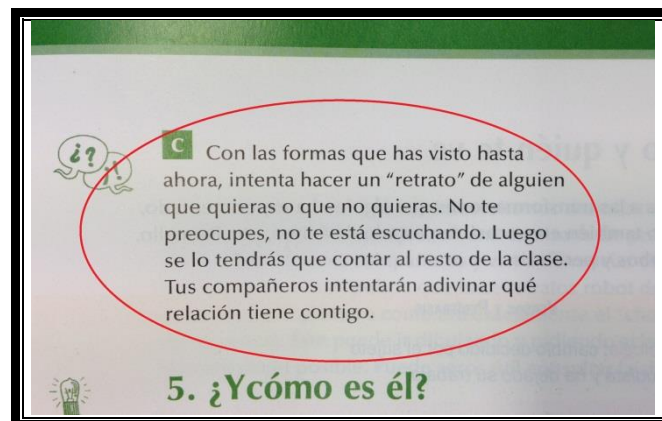 ¿? ¡!
C Con las formas que has visto hasta
ahora, intenta hacer un “retrato” de alguien
que quieras o que no quieras. No te
preocupes, no te está escuchando. Luego
se lo tendrás que contar al resto de la clase.
Tus compañeros intentarán adivinar qué
relación tiene contigo.
5. ¿Ycómo es él?